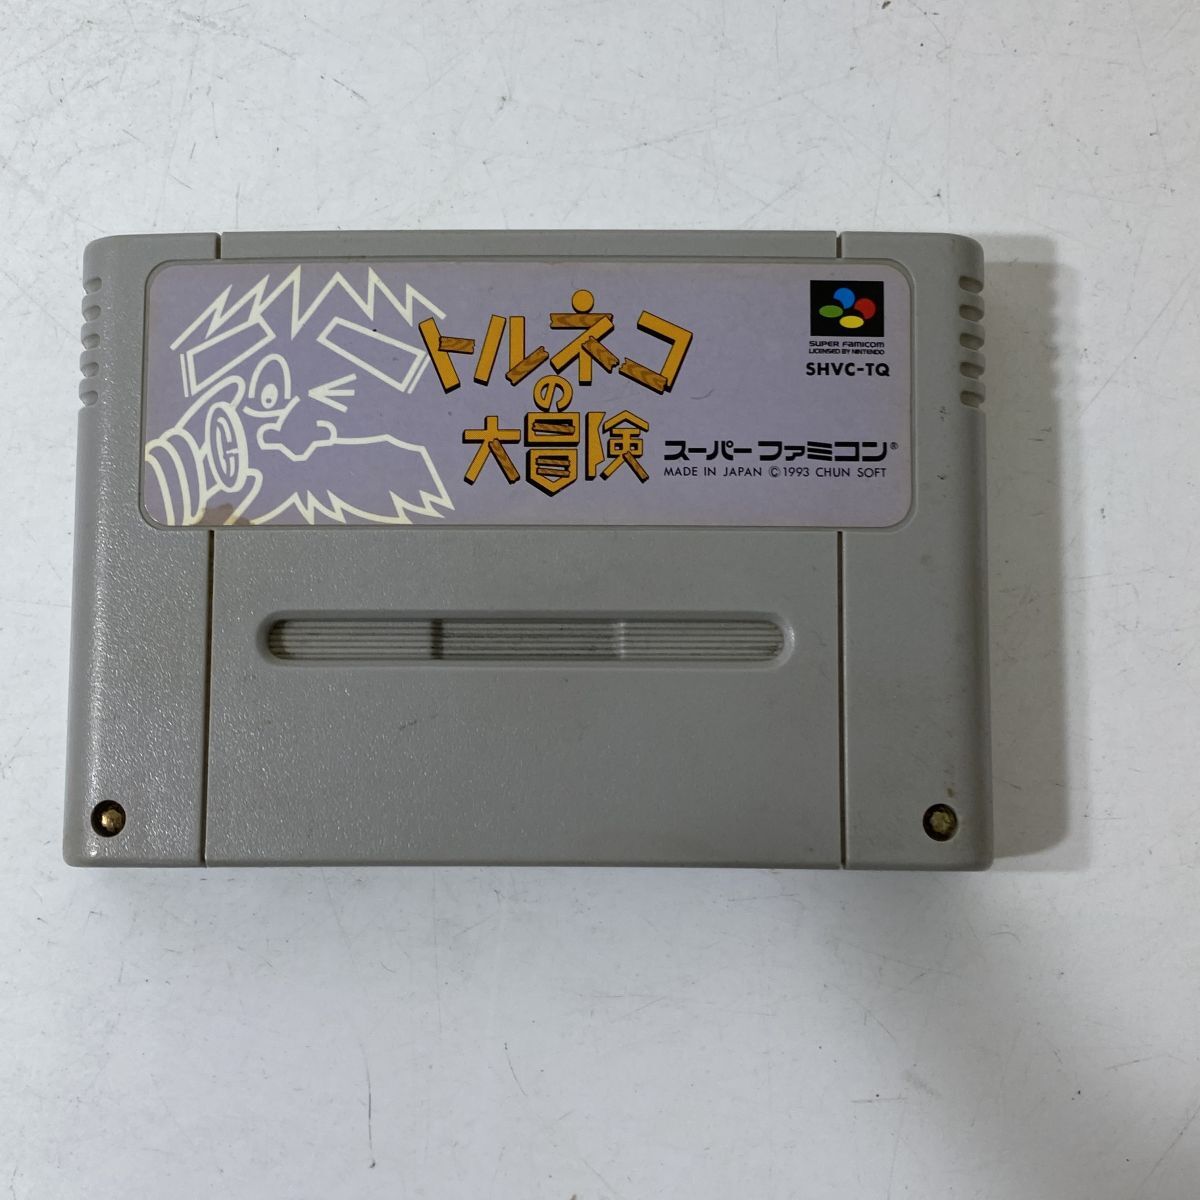 トルネコ
の
大冒険
SUPER FAMICOM
LICENSED BY NINTENDO
SHVC-TQ
スーパーファミコン®
MADE IN JAPAN ©1993 CHUN SOFT